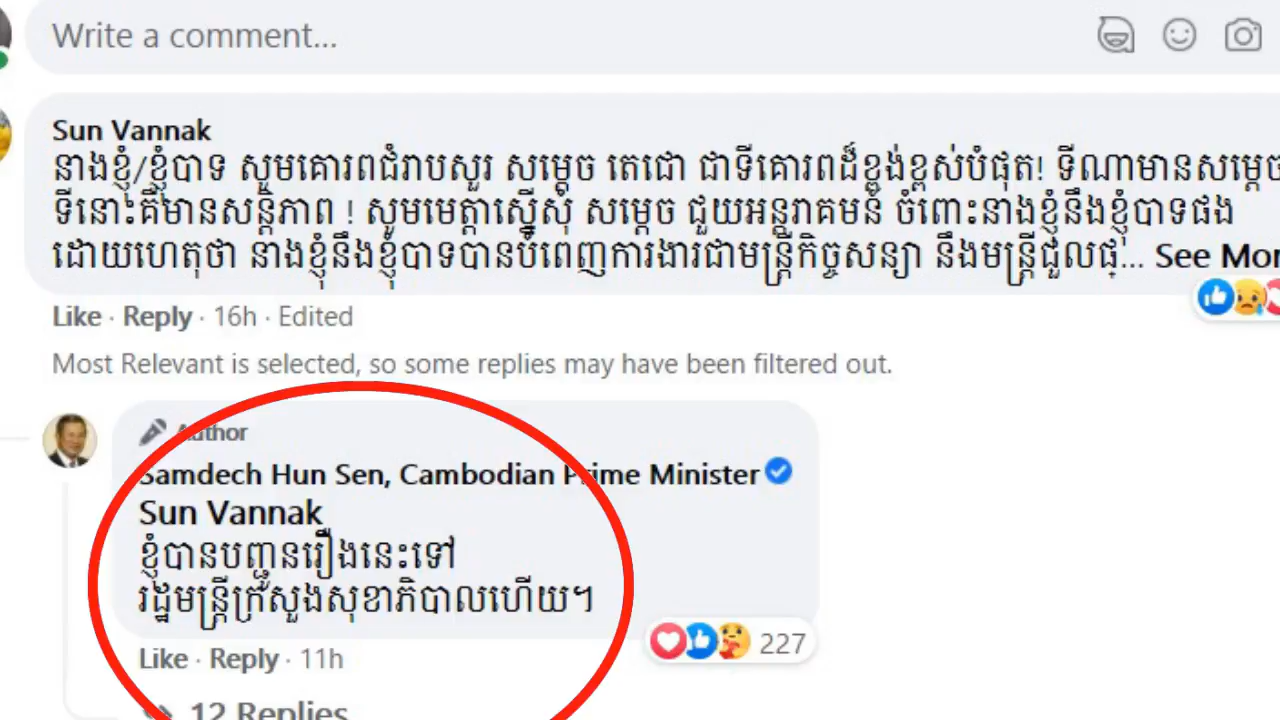 Write a comment...
Sun Vannak
នាងខ្ញុំ/ខ្ញុំបាទ សូមគោរពជំរាបសួរ សម្តេច តេជោ ជាទីគោរពដ៏ខ្ពង់ខ្ពស់បំផុត! ទីណាមានសម្តេច
ទីនោះគឺមានសន្តិភាព ! សូមមេត្តាស្នើសុំ សម្តេច ជួយអន្តរាគមន៍ ចំពោះនាងខ្ញុំនឹងខ្ញុំបាទផង
ដោយហេតុថា នាងខ្ញុំនឹងខ្ញុំបាទបានបំពេញការងារជាមន្ត្រីកិច្ចសន្យា នឹងមន្ត្រីជួលផ្... See Mor
Like · Reply · 16h · Edited
Most Relevant is selected, so some replies may have been filtered out.
Author
Samdech Hun Sen, Cambodian Prime Minister
Sun Vannak
ខ្ញុំបានបញ្ជូនរឿងនេះទៅ
រដ្ឋមន្ត្រីក្រសួងសុខាភិបាលហើយ។
227
Like · Reply · 11h
12 Replies